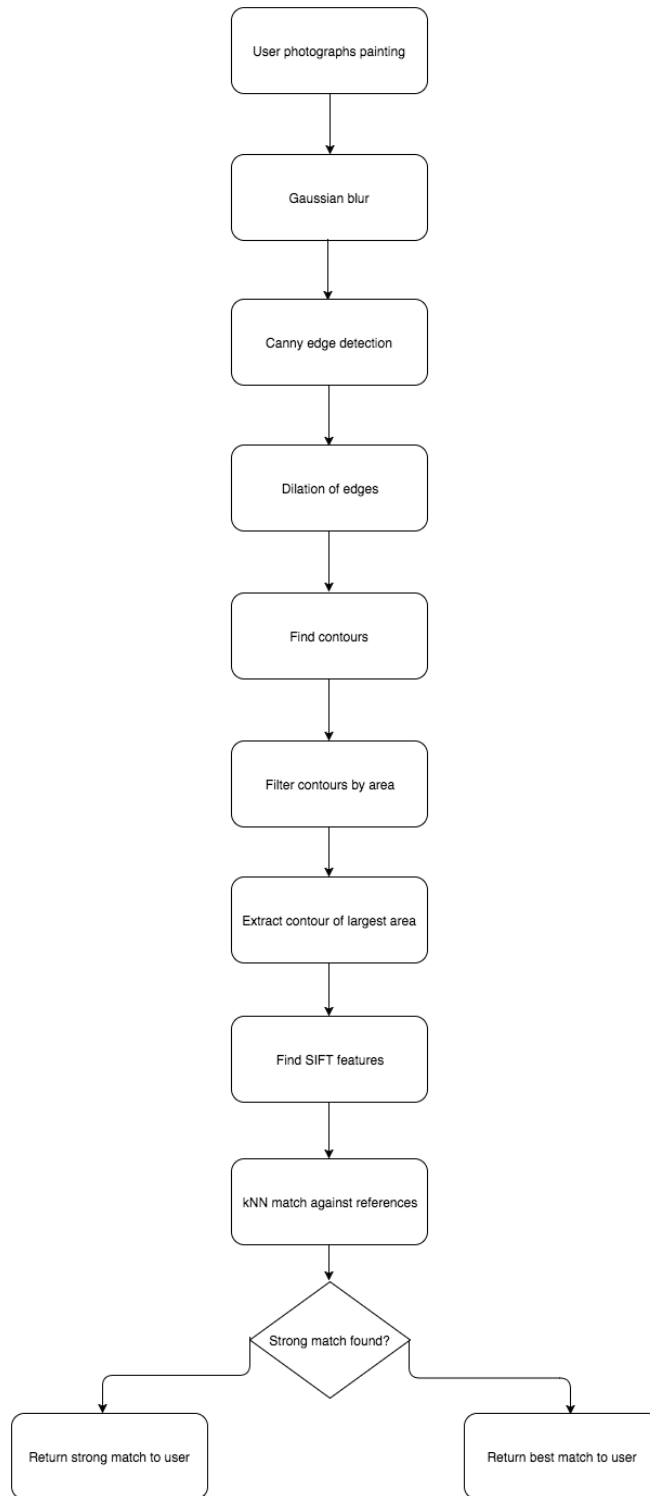 User photographs painting
Gaussian blur
Canny edge detection
Dilation of edges
Find contours
Filter contours by area
Extract contour of largest area
Find SIFT features
kNN match against references
Strong match found?
Return strong match to user
Return best match to user